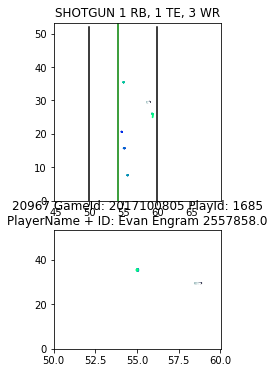 SHOTGUN 1 RB, 1 TE, 3 WR
50
40
30
20
10
0
45 50 55 60 65
20967 GameId: 2017100805 PlayId: 1685
PlayerName + ID: Evan Engram 2557858.0
40
20
0
50.0 52.5 55.0 57.5 60.0